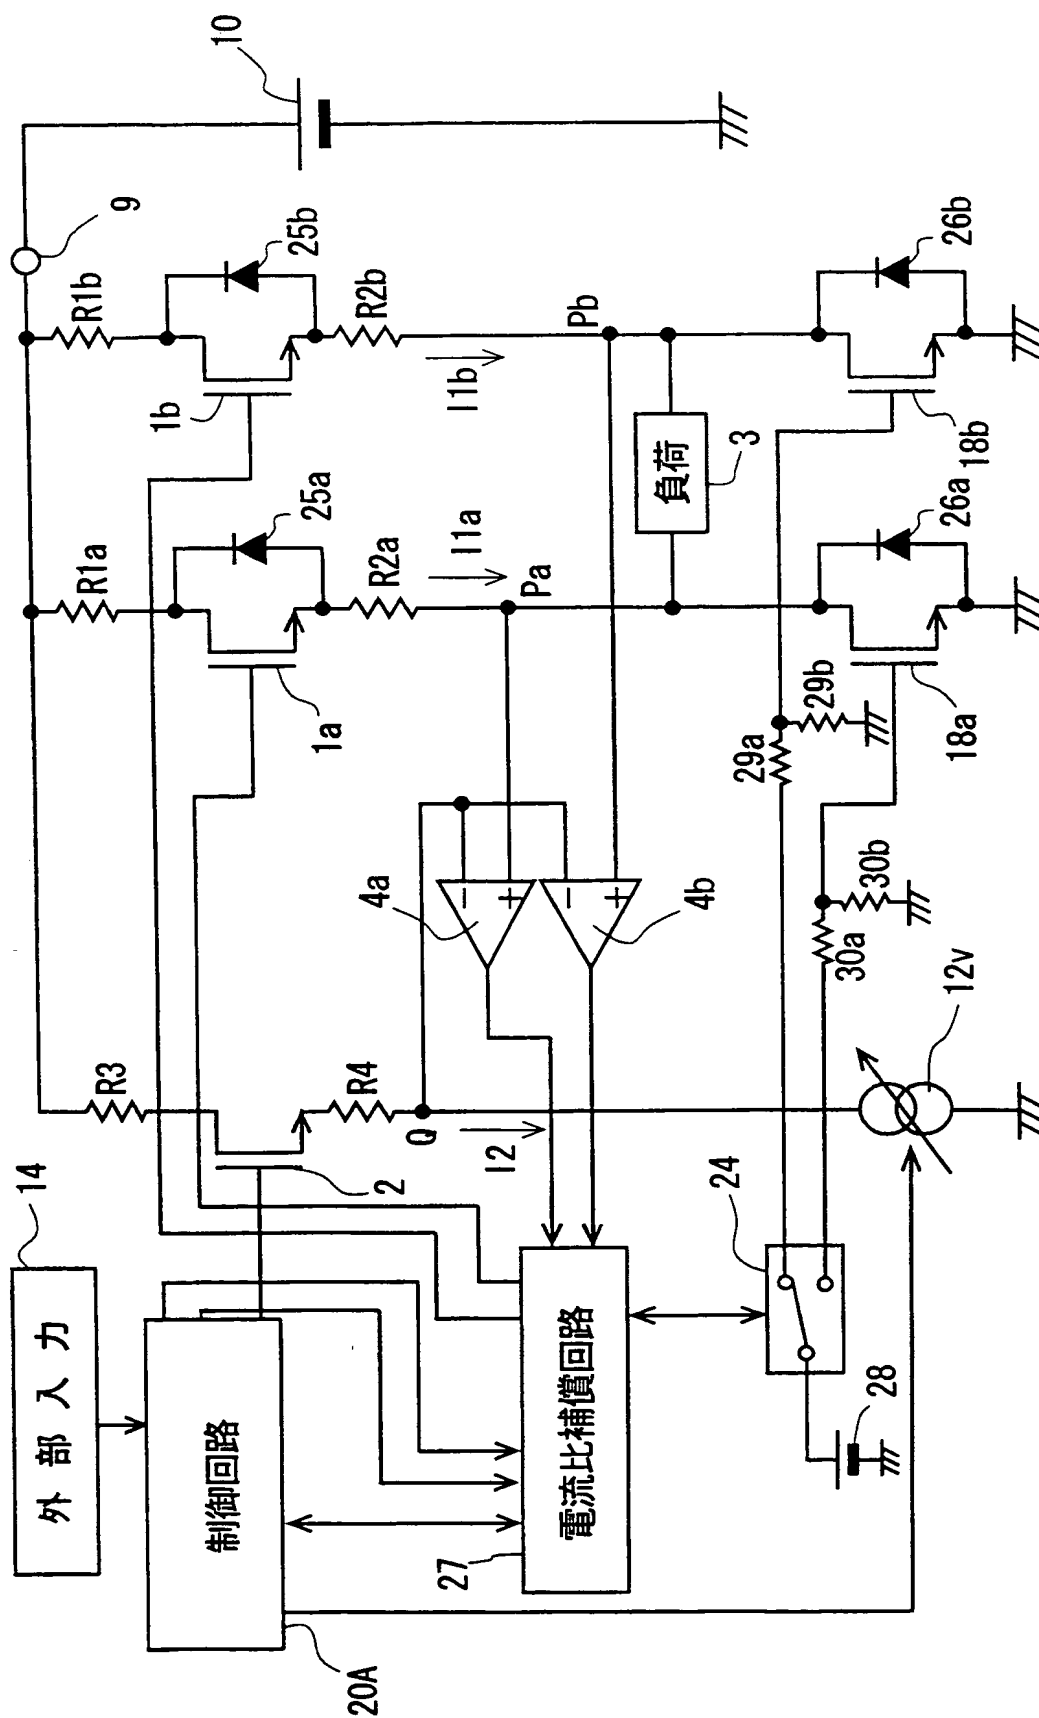 10
9
R1b
25b
1b
R2b
I1b
Pb
26b
18b
R1a
25a
1a
R2a
I1a
Pa
負荷
3
26a
18a
29a
29b
4a
4b
−
+
−
+
30a
30b
R3
R4
Q
I2
2
12v
14
外部入力
制御回路
20A
電流比補償回路
27
24
28